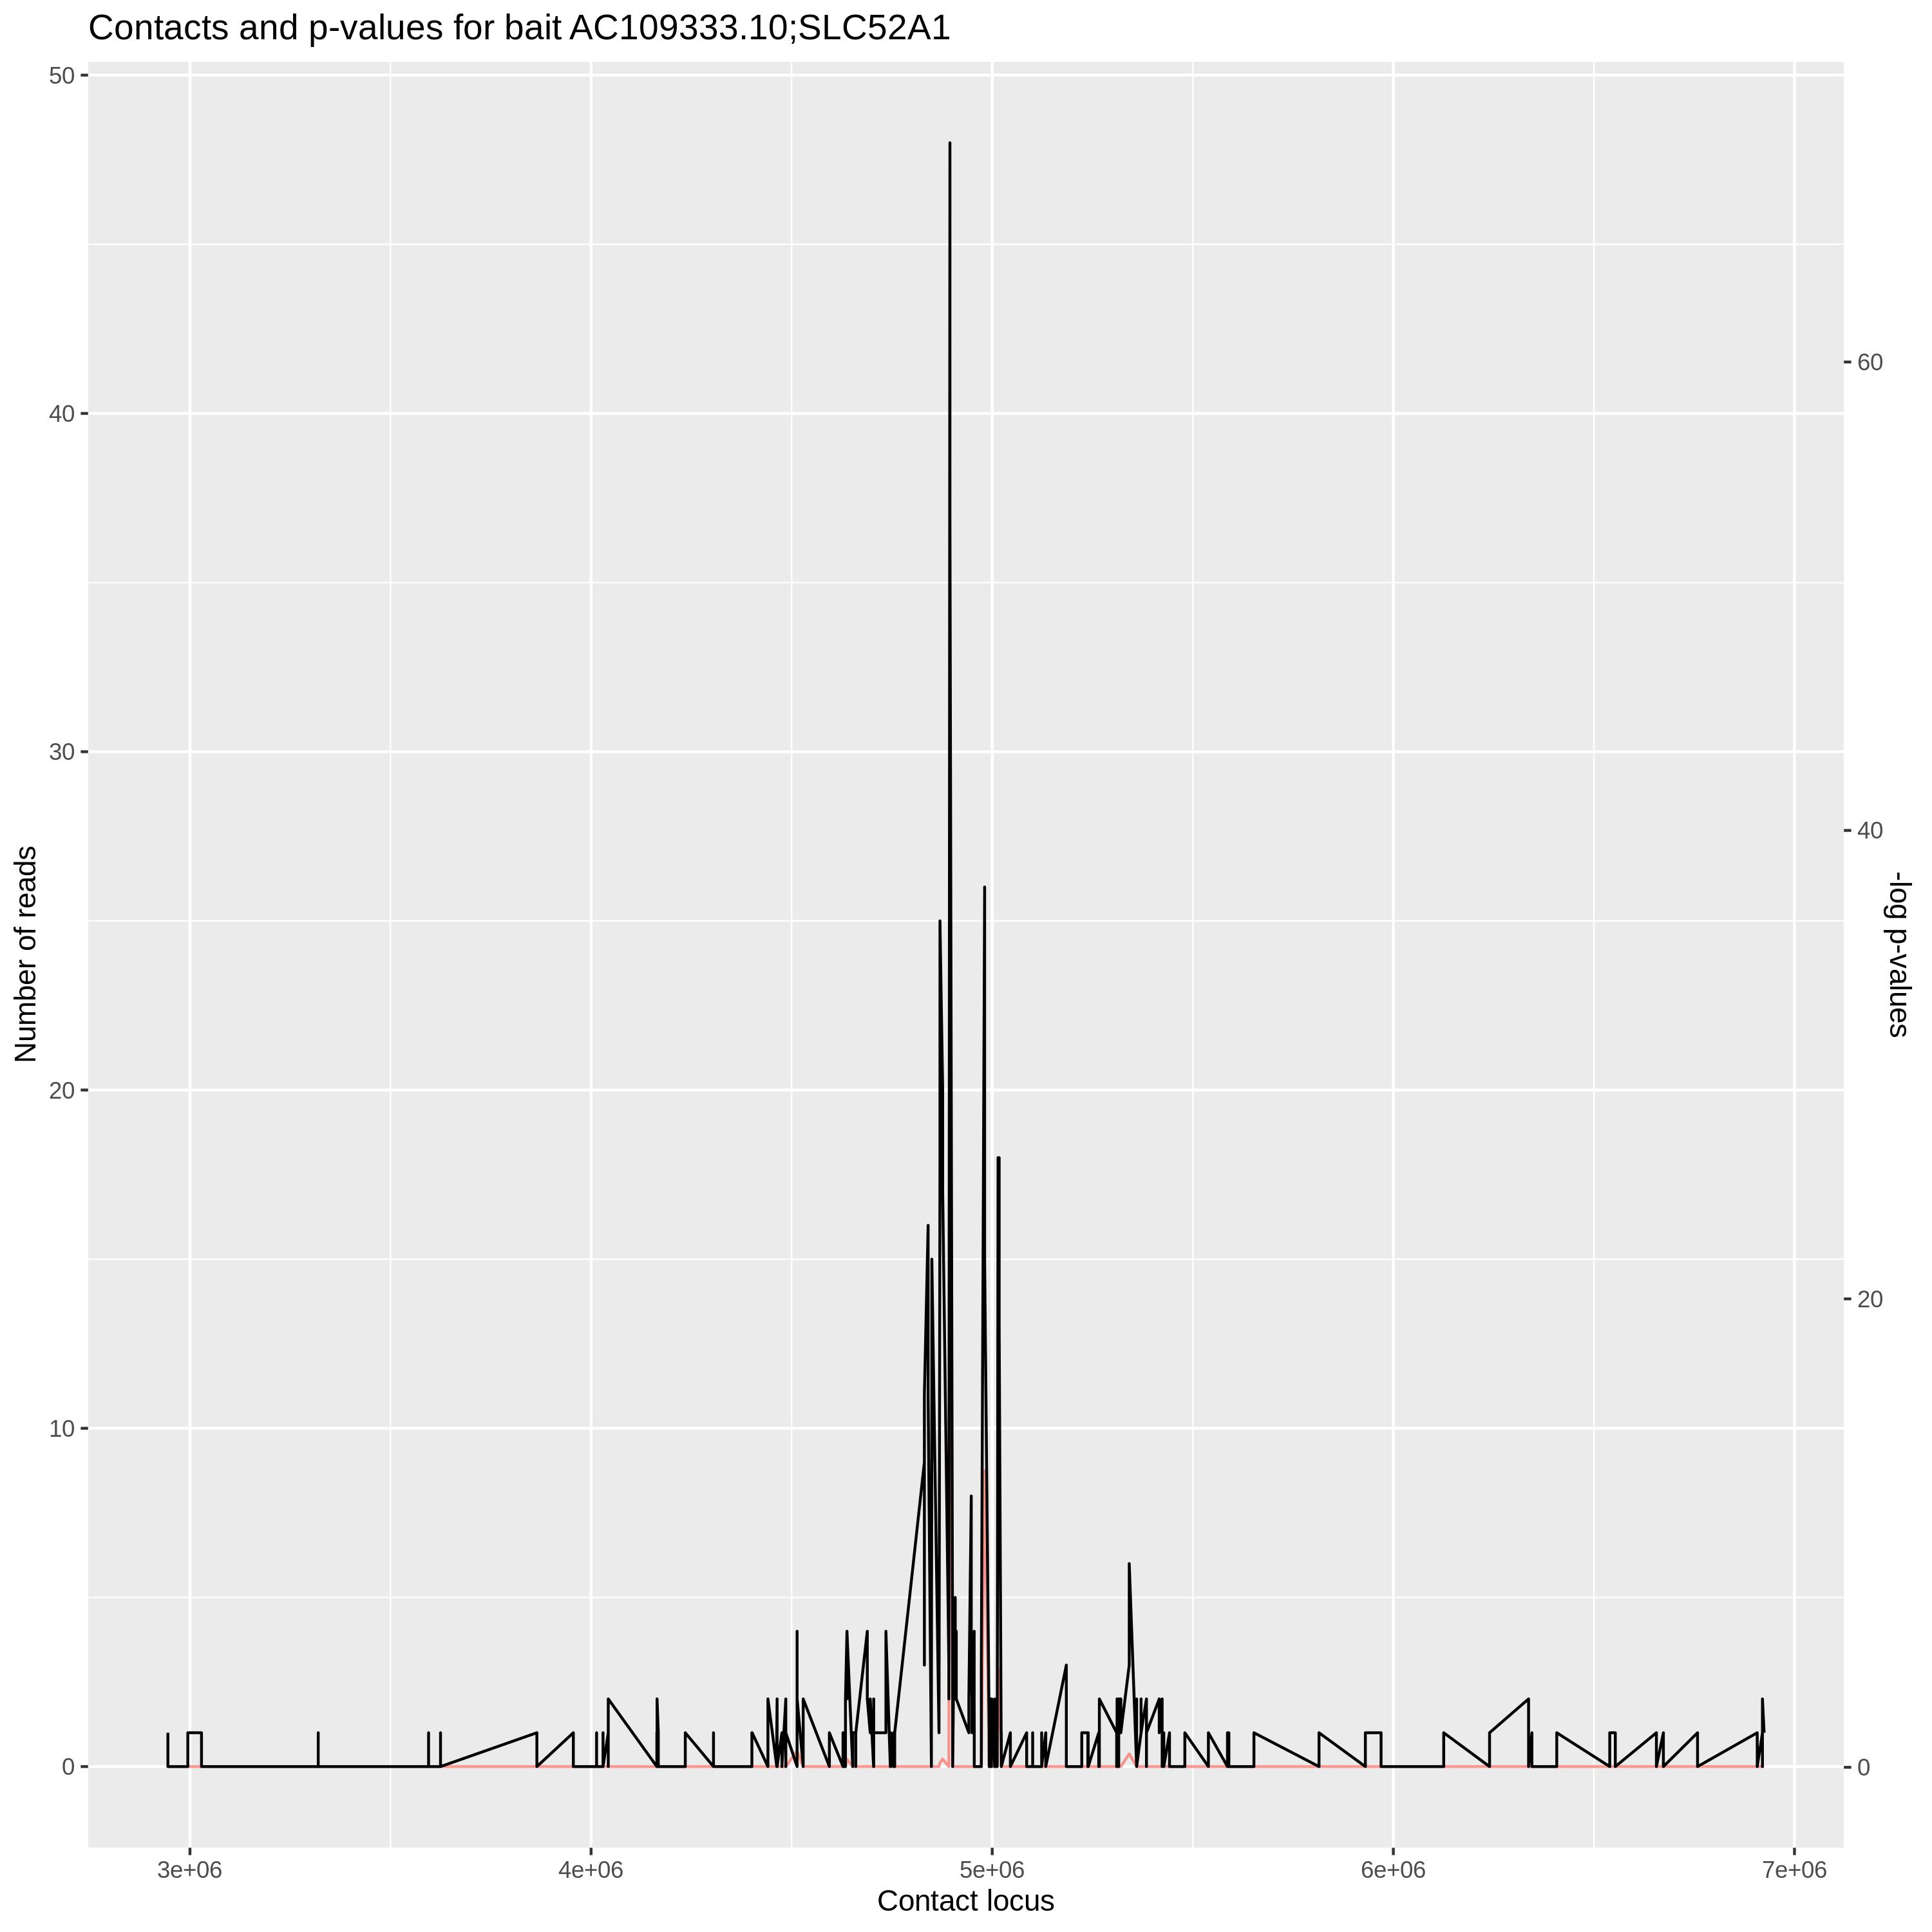 Contacts and p-values for bait AC109333.10;SLC52A1
50
40
30
20
10
0
Number of reads
60
40
20
0
-log p-values
3e+06 4e+06 5e+06 6e+06 7e+06
Contact locus